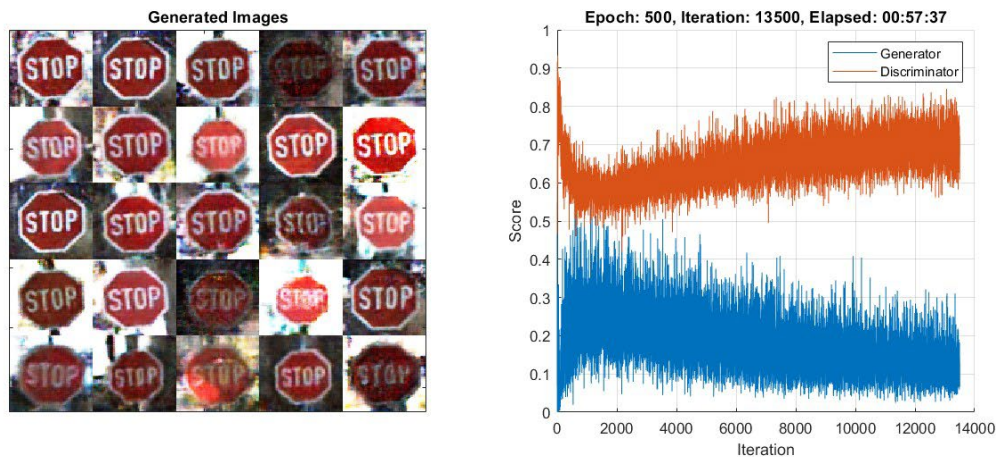 Generated Images
STOP STOP STOP STOP STOP
STOP STOP STOP STOP STOP
STOP STOP STOP STOP STOP
STOP STOP STOP STOP STOP
STOP STOP STOP STOP
Epoch: 500, Iteration: 13500, Elapsed: 00:57:37
Generator
Discriminator
1
0.9
0.8
0.7
0.6
0.5
0.4
0.3
0.2
0.1
0
Score
0 2000 4000 6000 8000 10000 12000 14000
Iteration